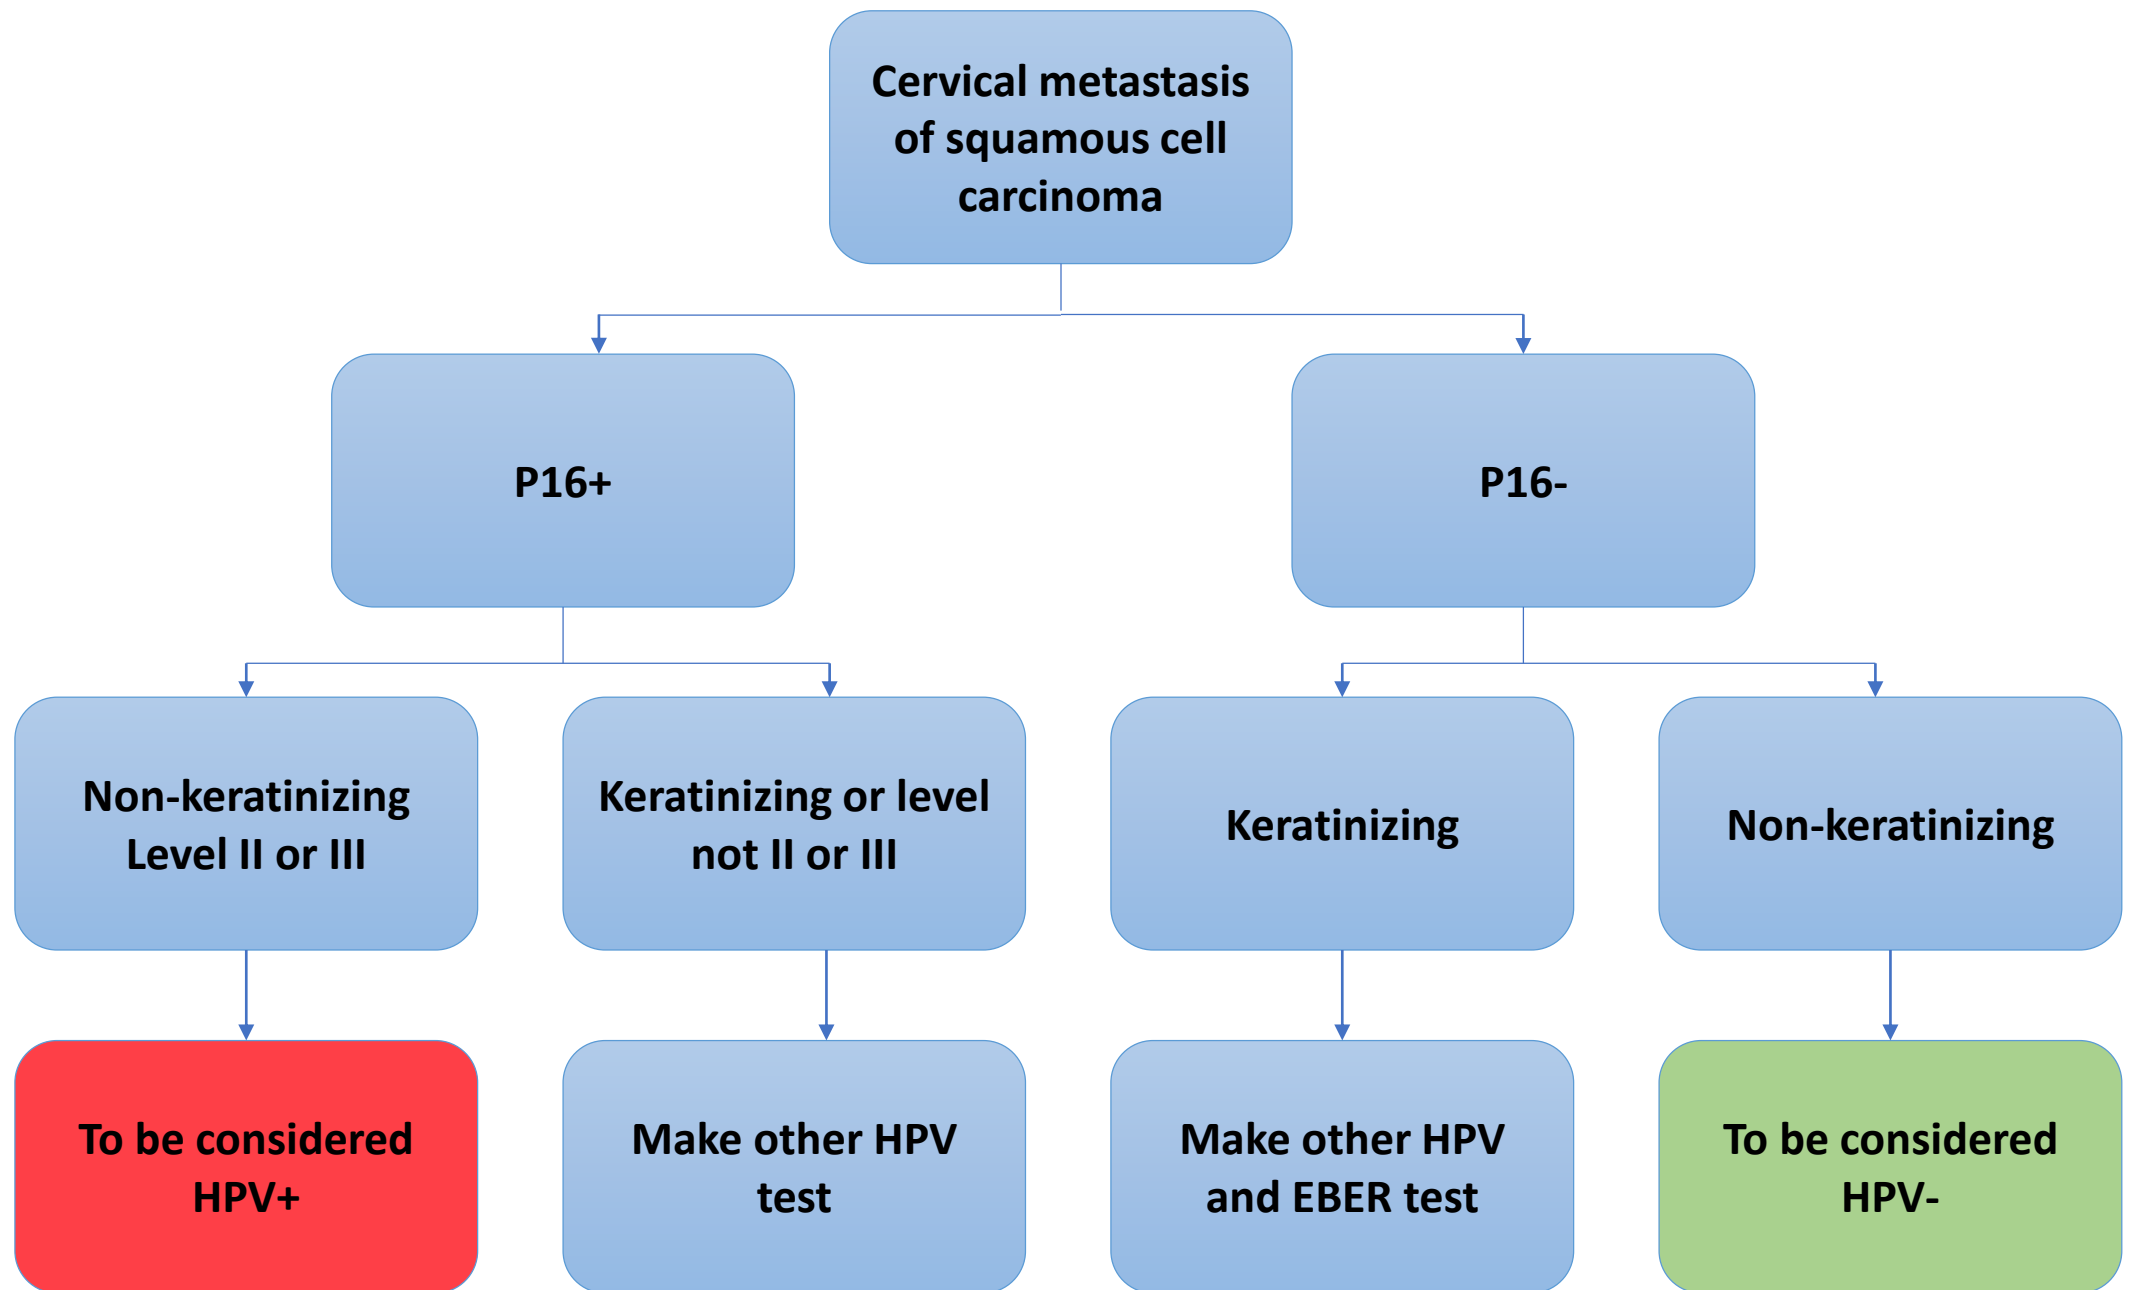 Cervical metastasis
of squamous cell
carcinoma
P16+
P16-
Non-keratinizing
Level II or III
Keratinizing or level
not II or III
Keratinizing
Non-keratinizing
To be considered
HPV+
Make other HPV
test
Make other HPV
and EBER test
To be considered
HPV-